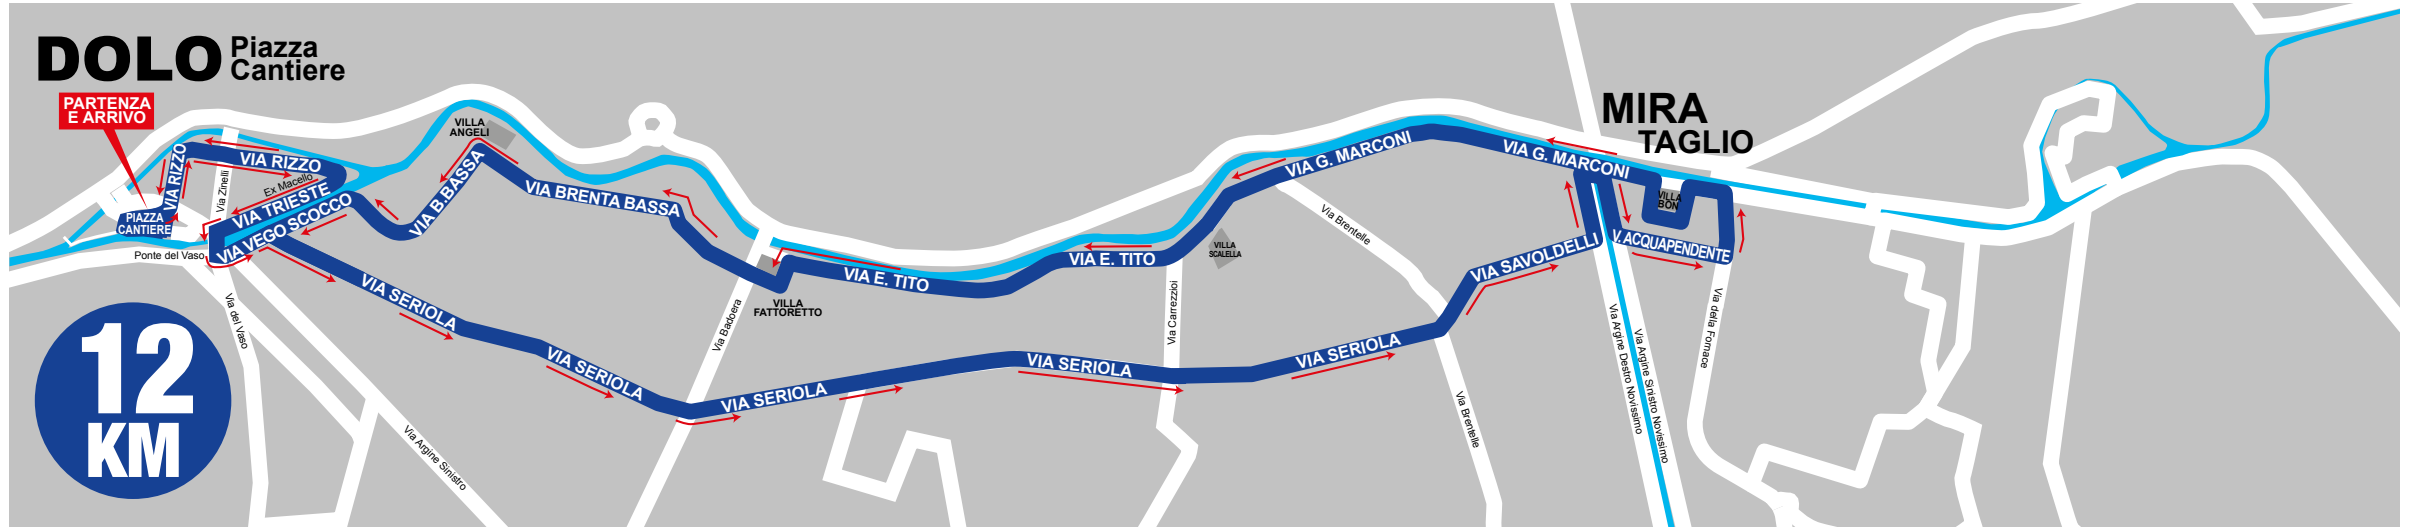 DOLO Piazza
Cantiere
PARTENZA
E ARRIVO
VIA RIZZO
VIA RIZZO
Via Zinelli
Ex Macello
VIA TRIESTE
VIA VEGO SCOCCO
PIAZZA
CANTIERE
Ponte del Vaso
Via del Vaso
Via Argine Sinistro
12
KM
VILLA
ANGELI
VIA B.BASSA
VIA BRENTA BASSA
VIA SERIOLA
VIA SERIOLA
VIA SERIOLA
VIA SERIOLA
VIA SERIOLA
Via Badoera
VILLA
FATTORETTO
VIA E. TITO
VIA E. TITO
Via Carrezzioi
VILLA
SCALELLA
VIA G. MARCONI
VIA G. MARCONI
Via Brentelle
Via Brentelle
VIA SAVOLDELLI
MIRA
TAGLIO
VILLA
BON
V. ACQUAPENDENTE
Via Argine Destro Novissimo
Via Argine Sinistro Novissimo
Via della Fornace